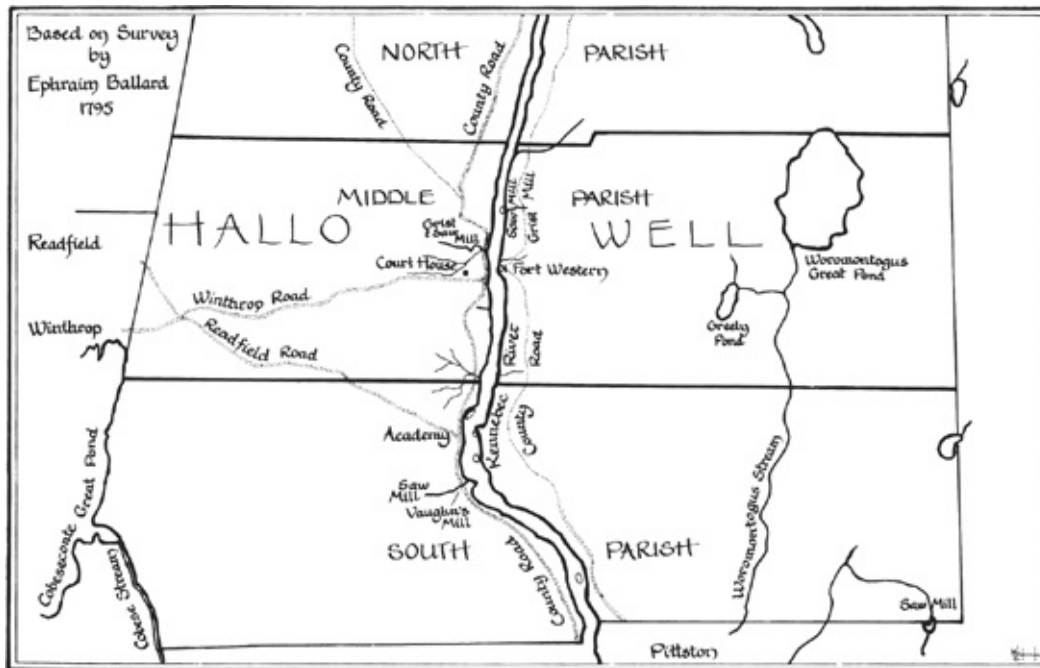 Based on Survey
by
Ephraim Ballard
1795
NORTH
PARISH
County Road
County Road
MIDDLE
PARISH
HALLO
WELL
Saw Mill
Grist Mill
Readfield
Grist
& Saw
Mill
Court House
Fort Western
Woromontogus
Great Pond
Winthrop Road
Winthrop
Readfield Road
Greely
Pond
Kennebec River
County Road
Academy
Saw
Mill
Vaughn's
Mill
Cobeseconte Great Pond
Cobese Stream
SOUTH
PARISH
County Road
Woromontogus Stream
Saw Mill
Pittston